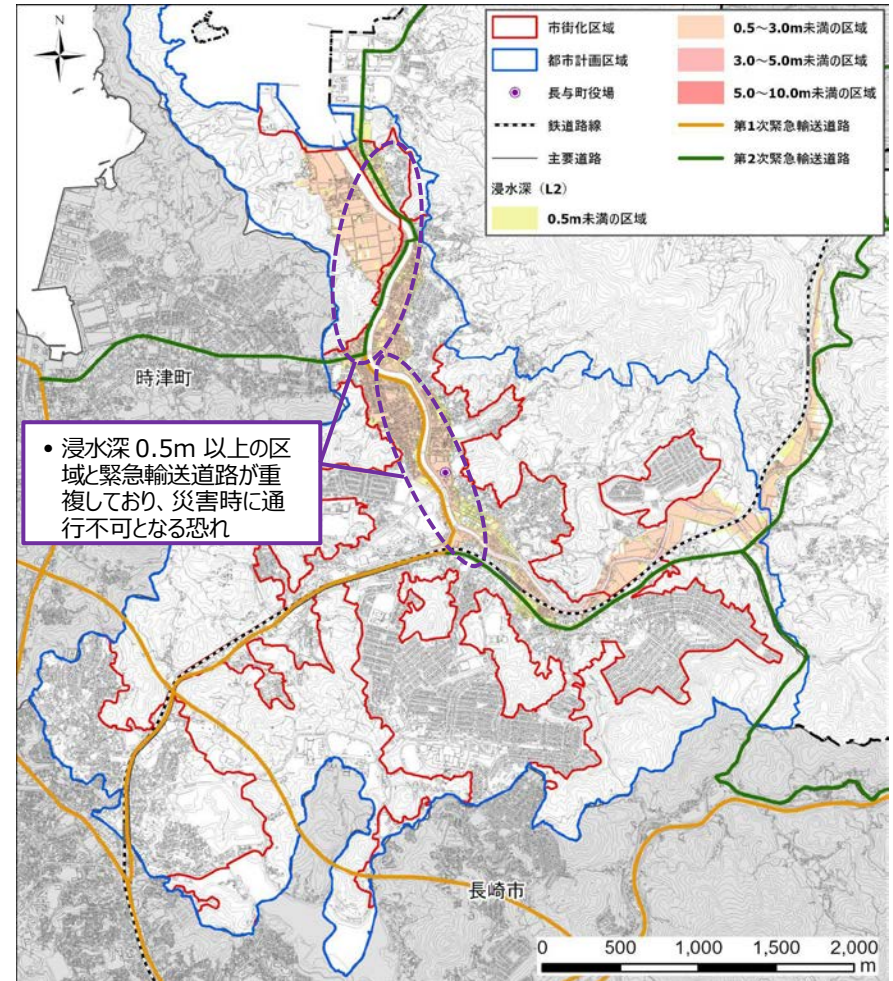 N
市街化区域
都市計画区域
長与町役場
鉄道路線
主要道路
浸水深（L2）
0.5m未満の区域
0.5～3.0m未満の区域
3.0～5.0m未満の区域
5.0～10.0m未満の区域
第1次緊急輸送道路
第2次緊急輸送道路
時津町
• 浸水深 0.5m 以上の区
域と緊急輸送道路が重
複しており、災害時に通
行不可となる恐れ
長崎市
0 500 1,000 1,500 2,000
m